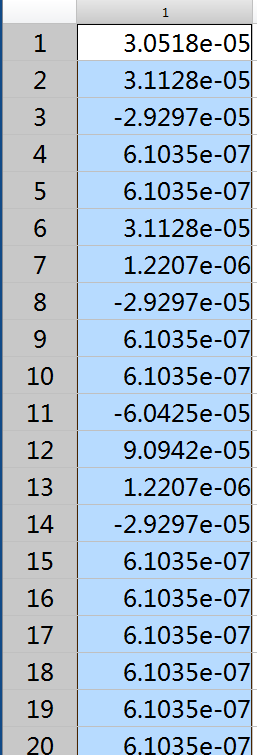 1
1 3.0518e-05
2 3.1128e-05
3 -2.9297e-05
4 6.1035e-07
5 6.1035e-07
6 3.1128e-05
7 1.2207e-06
8 -2.9297e-05
9 6.1035e-07
10 6.1035e-07
11 -6.0425e-05
12 9.0942e-05
13 1.2207e-06
14 -2.9297e-05
15 6.1035e-07
16 6.1035e-07
17 6.1035e-07
18 6.1035e-07
19 6.1035e-07
20 6.1035e-07